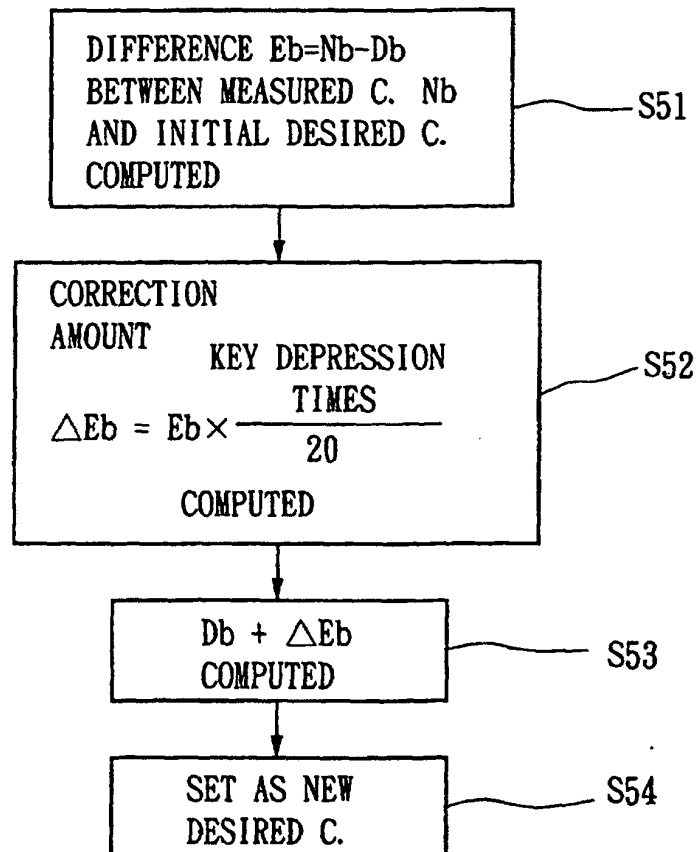 DIFFERENCE Eb=Nb-Db
BETWEEN MEASURED C. Nb
AND INITIAL DESIRED C.
COMPUTED
S51
CORRECTION
AMOUNT
KEY DEPRESSION
TIMES
△Eb = Eb×
20
COMPUTED
S52
Db + △Eb
COMPUTED
S53
SET AS NEW
DESIRED C.
S54